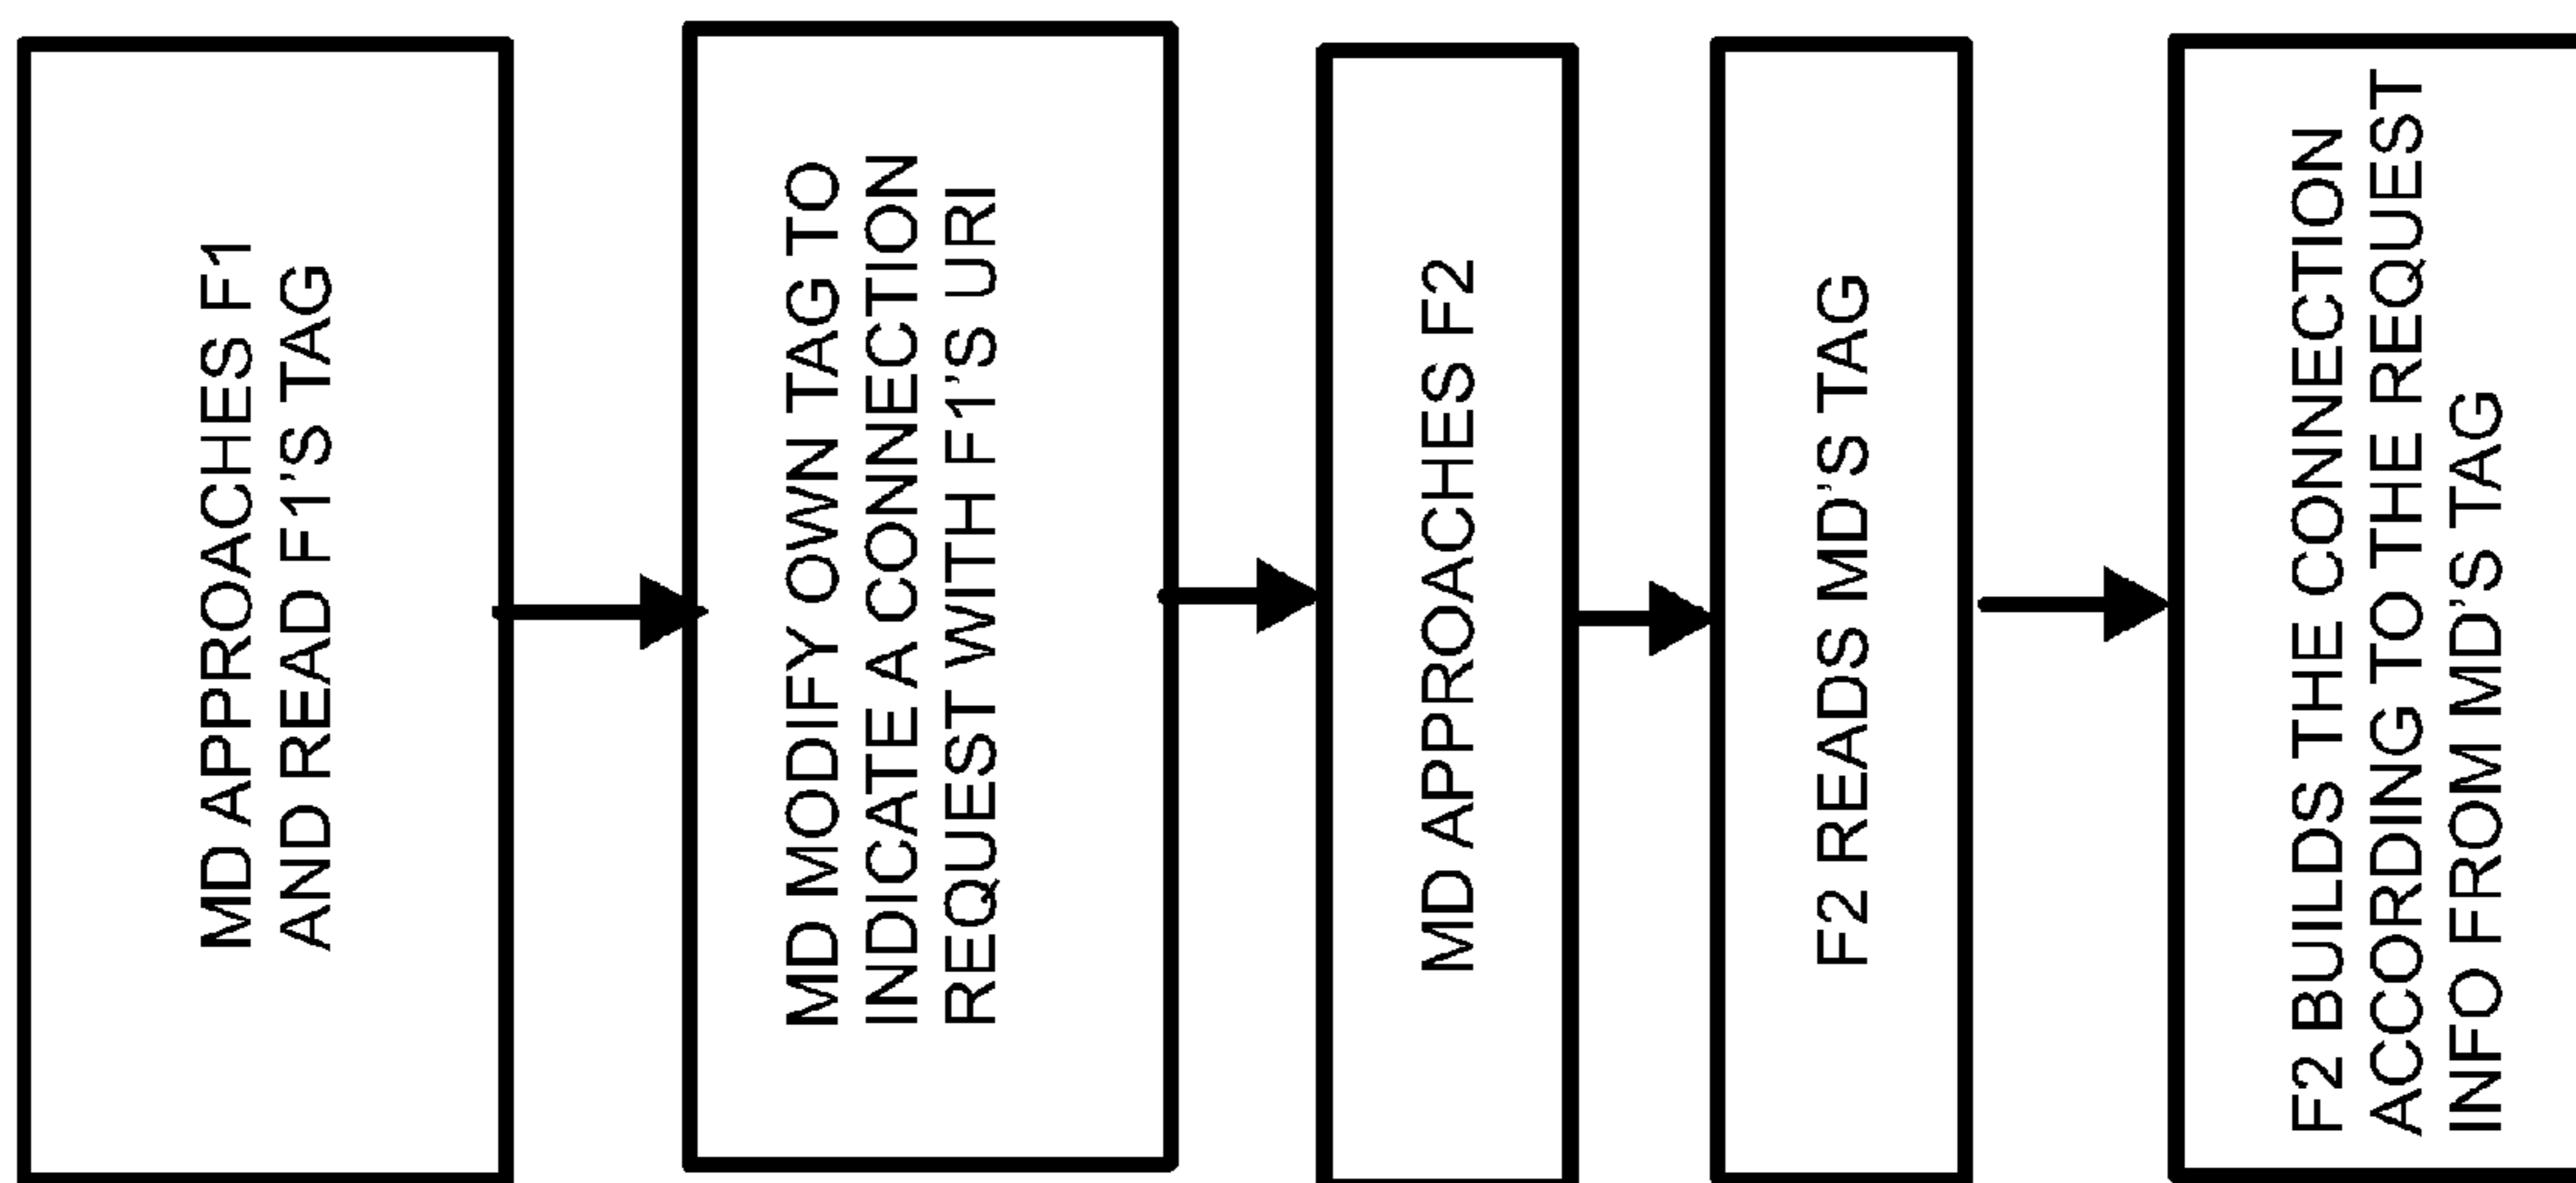 MD APPROACHES F1
AND READ F1'S TAG
MD MODIFY OWN TAG TO
INDICATE A CONNECTION
REQUEST WITH F1'S URI
MD APPROACHES F2
F2 READS MD'S TAG
F2 BUILDS THE CONNECTION
ACCORDING TO THE REQUEST
INFO FROM MD'S TAG